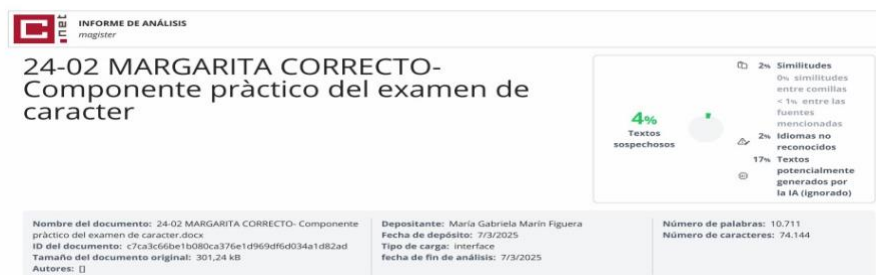 C.net
INFORME DE ANÁLISIS
magister
24-02 MARGARITA CORRECTO-
Componente pràctico del examen de
caracter
4%
Textos
sospechosos
2% Similitudes
0% similitudes
entre comillas
< 1% entre las
fuentes
mencionadas
2% Idiomas no
reconocidos
17% Textos
potencialmente
generados por
la IA (ignorado)
Nombre del documento: 24-02 MARGARITA CORRECTO- Componente
pràctico del examen de caracter.docx
ID del documento: c7ca3c66be1b080ca376e1d969df6d034a1d82ad
Tamaño del documento original: 301,24 kB
Autores: []
Depositante: María Gabriela Marín Figuera
Fecha de depósito: 7/3/2025
Tipo de carga: interface
fecha de fin de análisis: 7/3/2025
Número de palabras: 10.711
Número de caracteres: 74.144